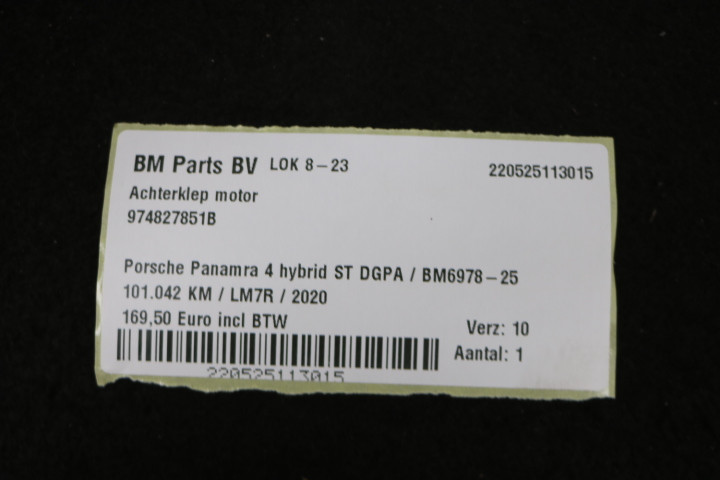 BM Parts BV LOK 8-23 220525113015
Achterklep motor
974827851B
Porsche Panamra 4 hybrid ST DGPA / BM6978-25
101.042 KM / LM7R / 2020
169,50 Euro incl BTW
Verz: 10
Aantal: 1
220525113015